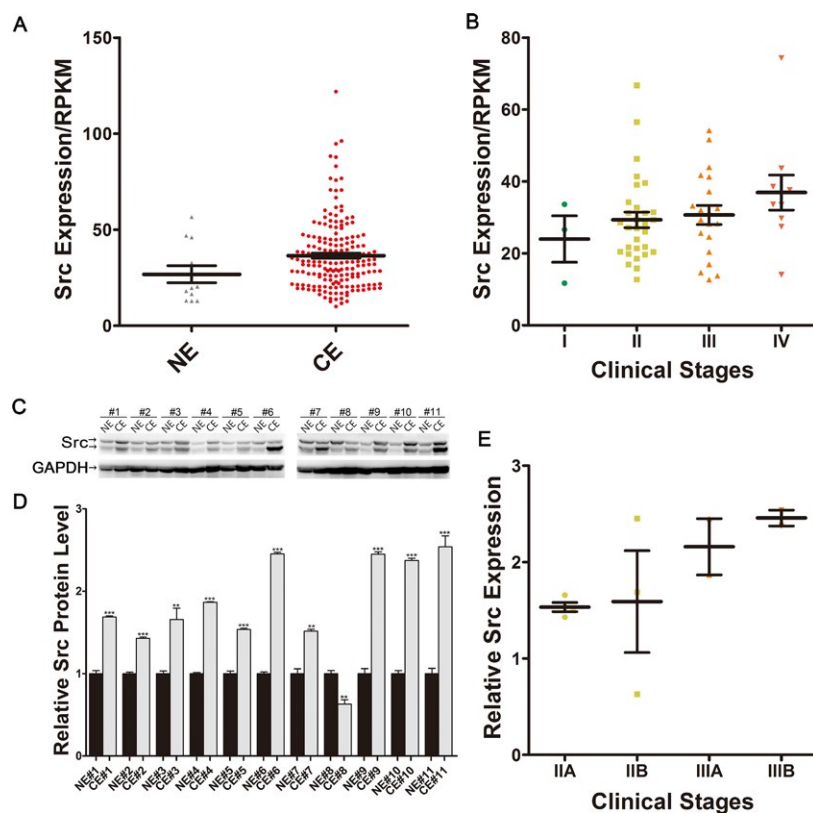 A
Src Expression/RPKM
150
100
50
0
NE
CE
B
Src Expression/RPKM
80
60
40
20
0
I
II
III
IV
Clinical Stages
C
#1 #2 #3 #4 #5 #6 #7 #8 #9 #10 #11
NE CE NE CE NE CE NE CE NE CE NE CE NE CE NE CE NE CE NE CE NE CE
Src→
→
GAPDH→
D
Relative Src Protein Level
3
2
1
0
*** *** ** *** *** *** ** ** *** *** ***
NE#1
CE#1
NE#2
CE#2
NE#3
CE#3
NE#4
CE#4
NE#5
CE#5
NE#6
CE#6
NE#7
CE#7
NE#8
CE#8
NE#9
CE#9
NE#10
CE#10
NE#11
CE#11
E
Relative Src Expression
3
2
1
0
IIA
IIB
IIIA
IIIB
Clinical Stages